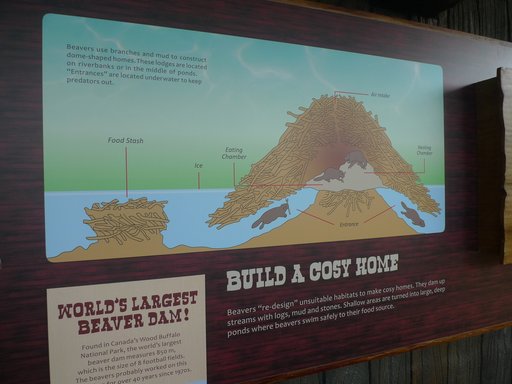 Beavers use branches and mud to construct
dome-shaped homes. These lodges are located
on riverbanks or in the middle of ponds.
"Entrances" are located underwater to keep
predators out.
Air Intake
Food Stash
Ice
Eating
Chamber
Nesting
Chamber
Entrance
BUILD A COSY HOME
Beavers "re-design" unsuitable habitats to make cosy homes. They dam up
streams with logs, mud and stones. Shallow areas are turned into large, deep
ponds where beavers swim safely to their food source.
WORLD'S LARGEST
BEAVER DAM!
Found in Canada's Wood Buffalo
National Park, the world's largest
beaver dam measures 850 m,
which is the size of 8 football fields.
The beavers probably worked on this
for over 40 years since 1970s.